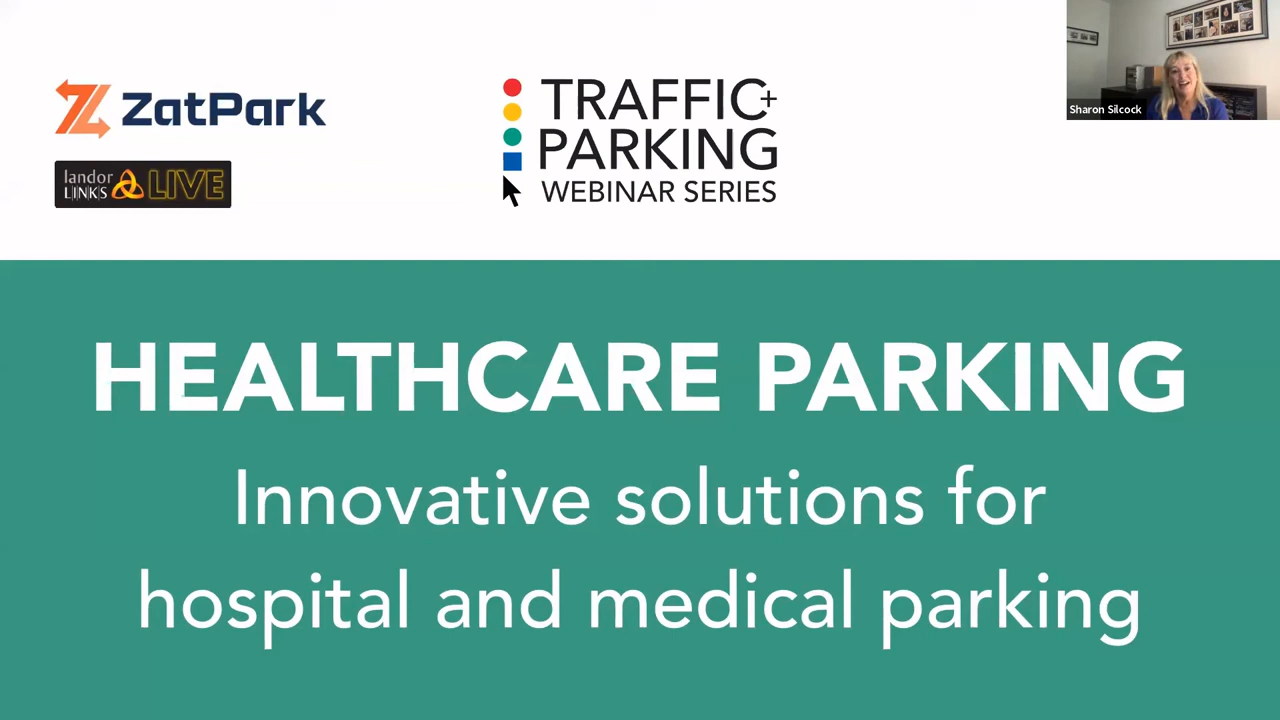 ZatPark
landor
LINKS LIVE
TRAFFIC+
PARKING
WEBINAR SERIES
Sharon Silcock
HEALTHCARE PARKING
Innovative solutions for
hospital and medical parking